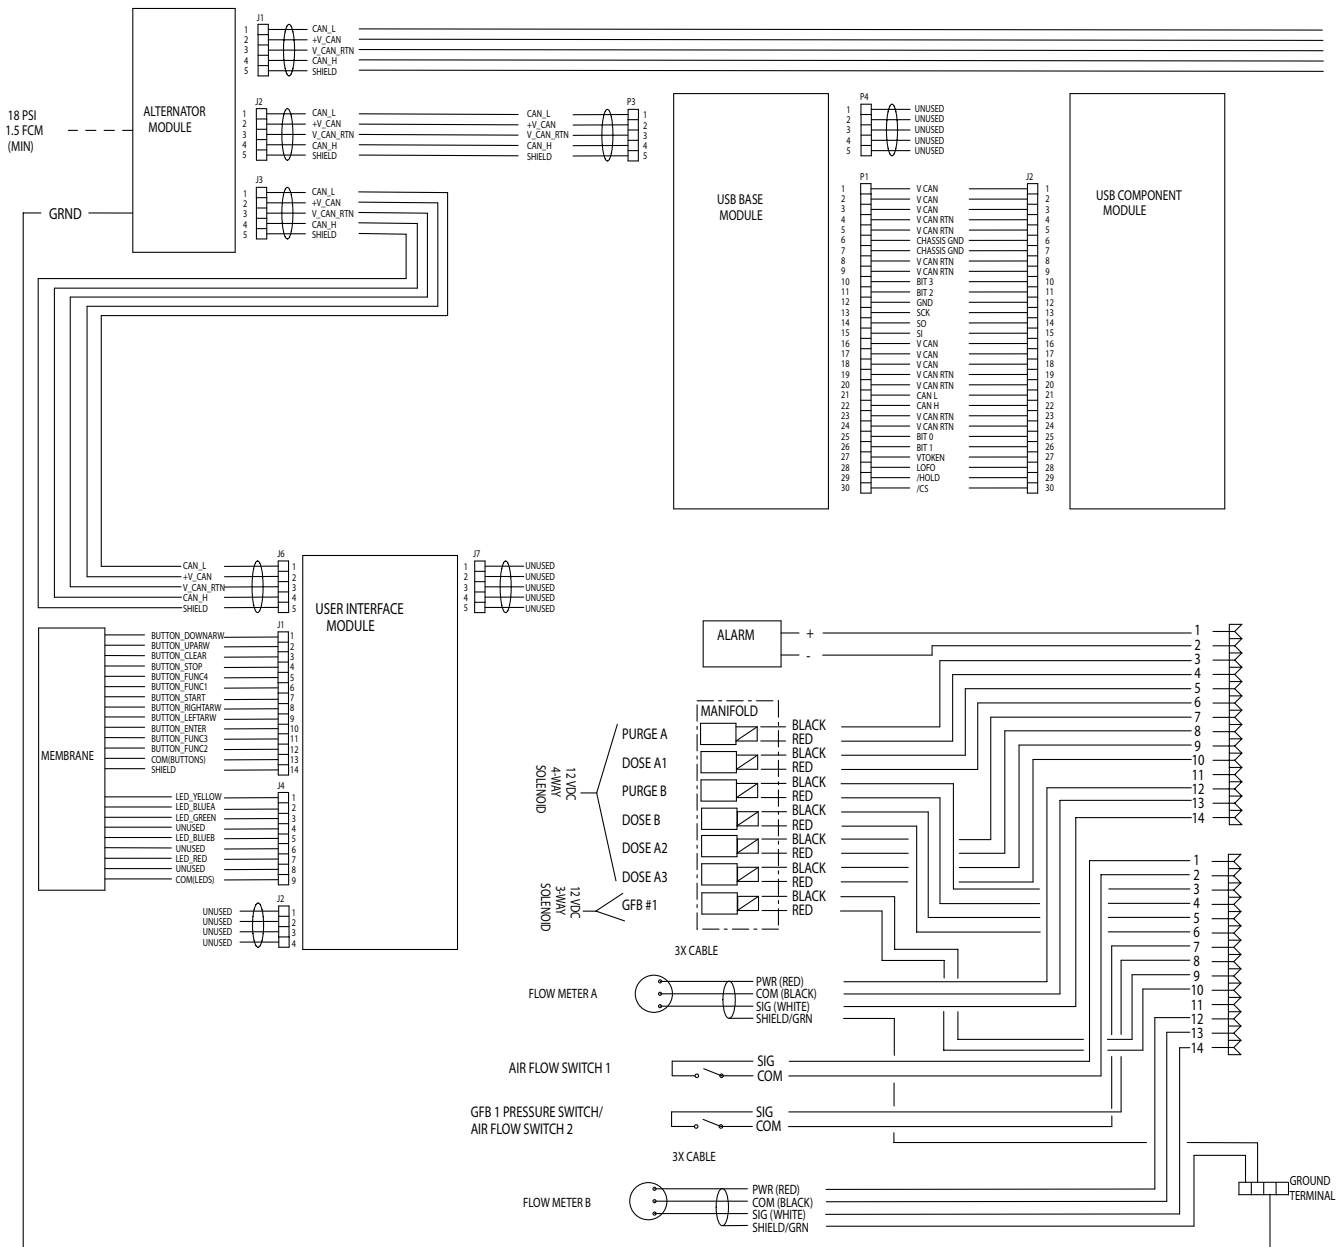 J1
1 CAN_L
2 +V_CAN
3 V_CAN_RTN
4 CAN_H
5 SHIELD
18 PSI
1.5 FCM
(MIN)
ALTERNATOR
MODULE
GRND
J2
1 CAN_L
2 +V_CAN
3 V_CAN_RTN
4 CAN_H
5 SHIELD
P3
CAN_L 1
+V_CAN 2
V_CAN_RTN 3
CAN_H 4
SHIELD 5
J3
1 CAN_L
2 +V_CAN
3 V_CAN_RTN
4 CAN_H
5 SHIELD
USB BASE
MODULE
P4
1 UNUSED
2 UNUSED
3 UNUSED
4 UNUSED
5 UNUSED
USB COMPONENT
MODULE
P1 J2
1 V CAN 1
2 V CAN 2
3 V CAN 3
4 V CAN RTN 4
5 V CAN RTN 5
6 CHASSIS GND 6
7 CHASSIS GND 7
8 V CAN RTN 8
9 V CAN RTN 9
10 BIT 3 10
11 BIT 2 11
12 GND 12
13 SCK 13
14 SO 14
15 SI 15
16 V CAN 16
17 V CAN 17
18 V CAN 18
19 V CAN RTN 19
20 V CAN RTN 20
21 CAN L 21
22 CAN H 22
23 V CAN RTN 23
24 V CAN RTN 24
25 BIT 0 25
26 BIT 1 26
27 VTOKEN 27
28 LOFO 28
29 /HOLD 29
30 /CS 30
J6
CAN_L 1
+V_CAN 2
V_CAN_RTN 3
CAN_H 4
SHIELD 5
USER INTERFACE
MODULE
J7
1 UNUSED
2 UNUSED
3 UNUSED
4 UNUSED
5 UNUSED
MEMBRANE
J1
BUTTON_DOWNARW 1
BUTTON_UPARW 2
BUTTON_CLEAR 3
BUTTON_STOP 4
BUTTON_FUNC4 5
BUTTON_FUNC1 6
BUTTON_START 7
BUTTON_RIGHTARW 8
BUTTON_LEFTARW 9
BUTTON_ENTER 10
BUTTON_FUNC3 11
BUTTON_FUNC2 12
COM(BUTTONS) 13
SHIELD 14
J4
LED_YELLOW 1
LED_BLUEA 2
LED_GREEN 3
UNUSED 4
LED_BLUEB 5
UNUSED 6
LED_RED 7
UNUSED 8
COM(LEDS) 9
J2
UNUSED 1
UNUSED 2
UNUSED 3
UNUSED 4
ALARM
+
-
MANIFOLD
12 VDC
4-WAY
SOLENOID
PURGE A BLACK
RED
DOSE A1 BLACK
RED
PURGE B BLACK
RED
DOSE B BLACK
RED
DOSE A2 BLACK
RED
DOSE A3 BLACK
RED
12 VDC
3-WAY
SOLENOID
GFB #1 BLACK
RED
1
2
3
4
5
6
7
8
9
10
11
12
13
14
1
2
3
4
5
6
7
8
9
10
11
12
13
14
3X CABLE
FLOW METER A
PWR (RED)
COM (BLACK)
SIG (WHITE)
SHIELD/GRN
AIR FLOW SWITCH 1
SIG
COM
GFB 1 PRESSURE SWITCH/
AIR FLOW SWITCH 2
SIG
COM
3X CABLE
FLOW METER B
PWR (RED)
COM (BLACK)
SIG (WHITE)
SHIELD/GRN
GROUND
TERMINAL